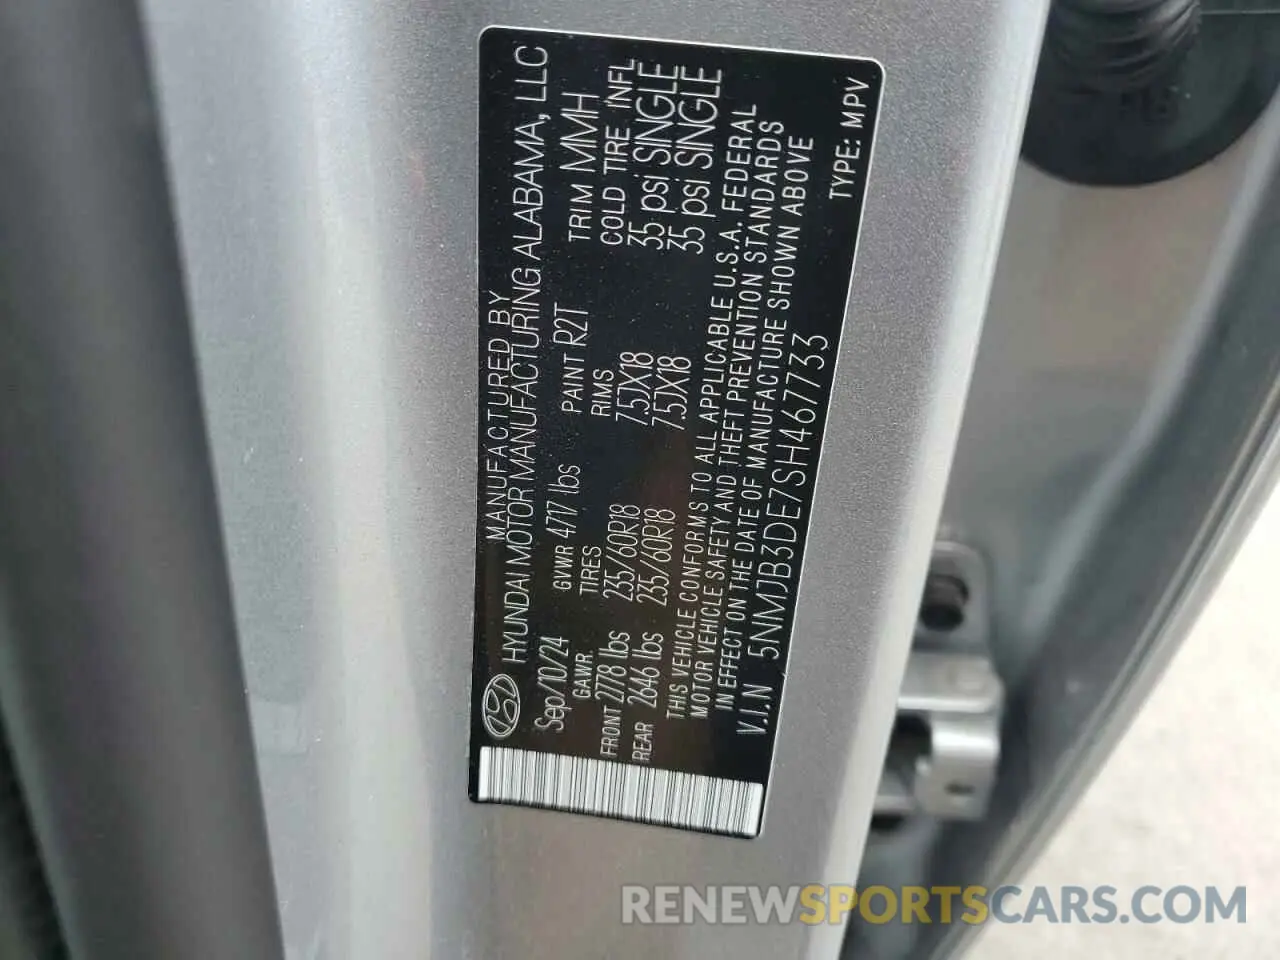 MANUFACTURED BY
HYUNDAI MOTOR MANUFACTURING ALABAMA, LLC
Sep/10/24 GVWR 4717 lbs PAINT R2T TRIM MMH
GAWR TIRES RIMS COLD TIRE INFL
FRONT 2778 lbs 235/60R18 7.5JX18 35 psi SINGLE
REAR 2646 lbs 235/60R18 7.5JX18 35 psi SINGLE
THIS VEHICLE CONFORMS TO ALL APPLICABLE U.S.A. FEDERAL
MOTOR VEHICLE SAFETY AND THEFT PREVENTION STANDARDS
IN EFFECT ON THE DATE OF MANUFACTURE SHOWN ABOVE
V.I.N 5NMJB3DE7SH467733 TYPE: MPV
RENEWSPORTSCARS.COM